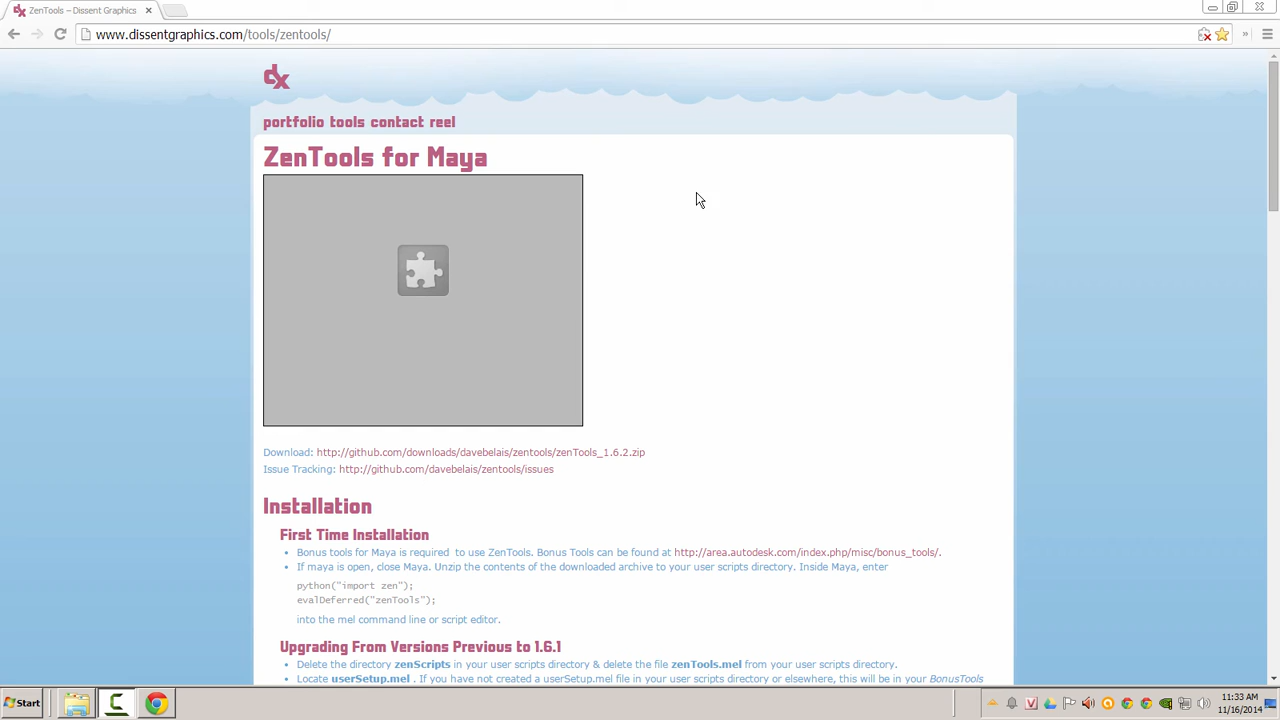 ZenTools – Dissent Graphics
www.dissentgraphics.com/tools/zentools/
dx
portfolio tools contact reel
ZenTools for Maya
Download: http://github.com/downloads/davebelais/zentools/zenTools_1.6.2.zip
Issue Tracking: http://github.com/davebelais/zentools/issues
Installation
First Time Installation
Bonus tools for Maya is required to use ZenTools. Bonus Tools can be found at http://area.autodesk.com/index.php/misc/bonus_tools/.
If maya is open, close Maya. Unzip the contents of the downloaded archive to your user scripts directory. Inside Maya, enter
python("import zen");
evalDeferred("zenTools");
into the mel command line or script editor.
Upgrading From Versions Previous to 1.6.1
Delete the directory zenScripts in your user scripts directory & delete the file zenTools.mel from your user scripts directory.
Locate userSetup.mel . If you have not created a userSetup.mel file in your user scripts directory or elsewhere, this will be in your BonusTools
Start
11:33 AM
11/16/2014